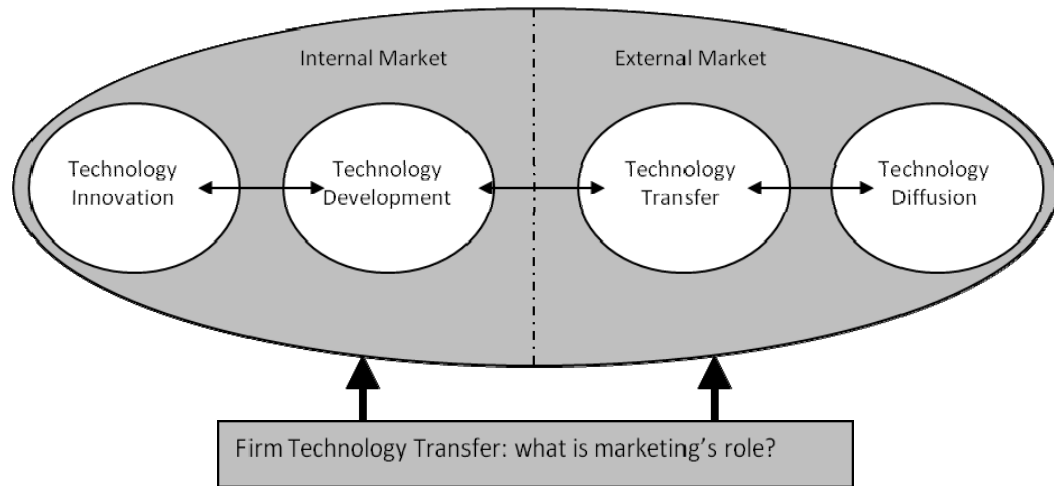 Internal Market
External Market
Technology
Innovation
Technology
Development
Technology
Transfer
Technology
Diffusion
Firm Technology Transfer: what is marketing's role?